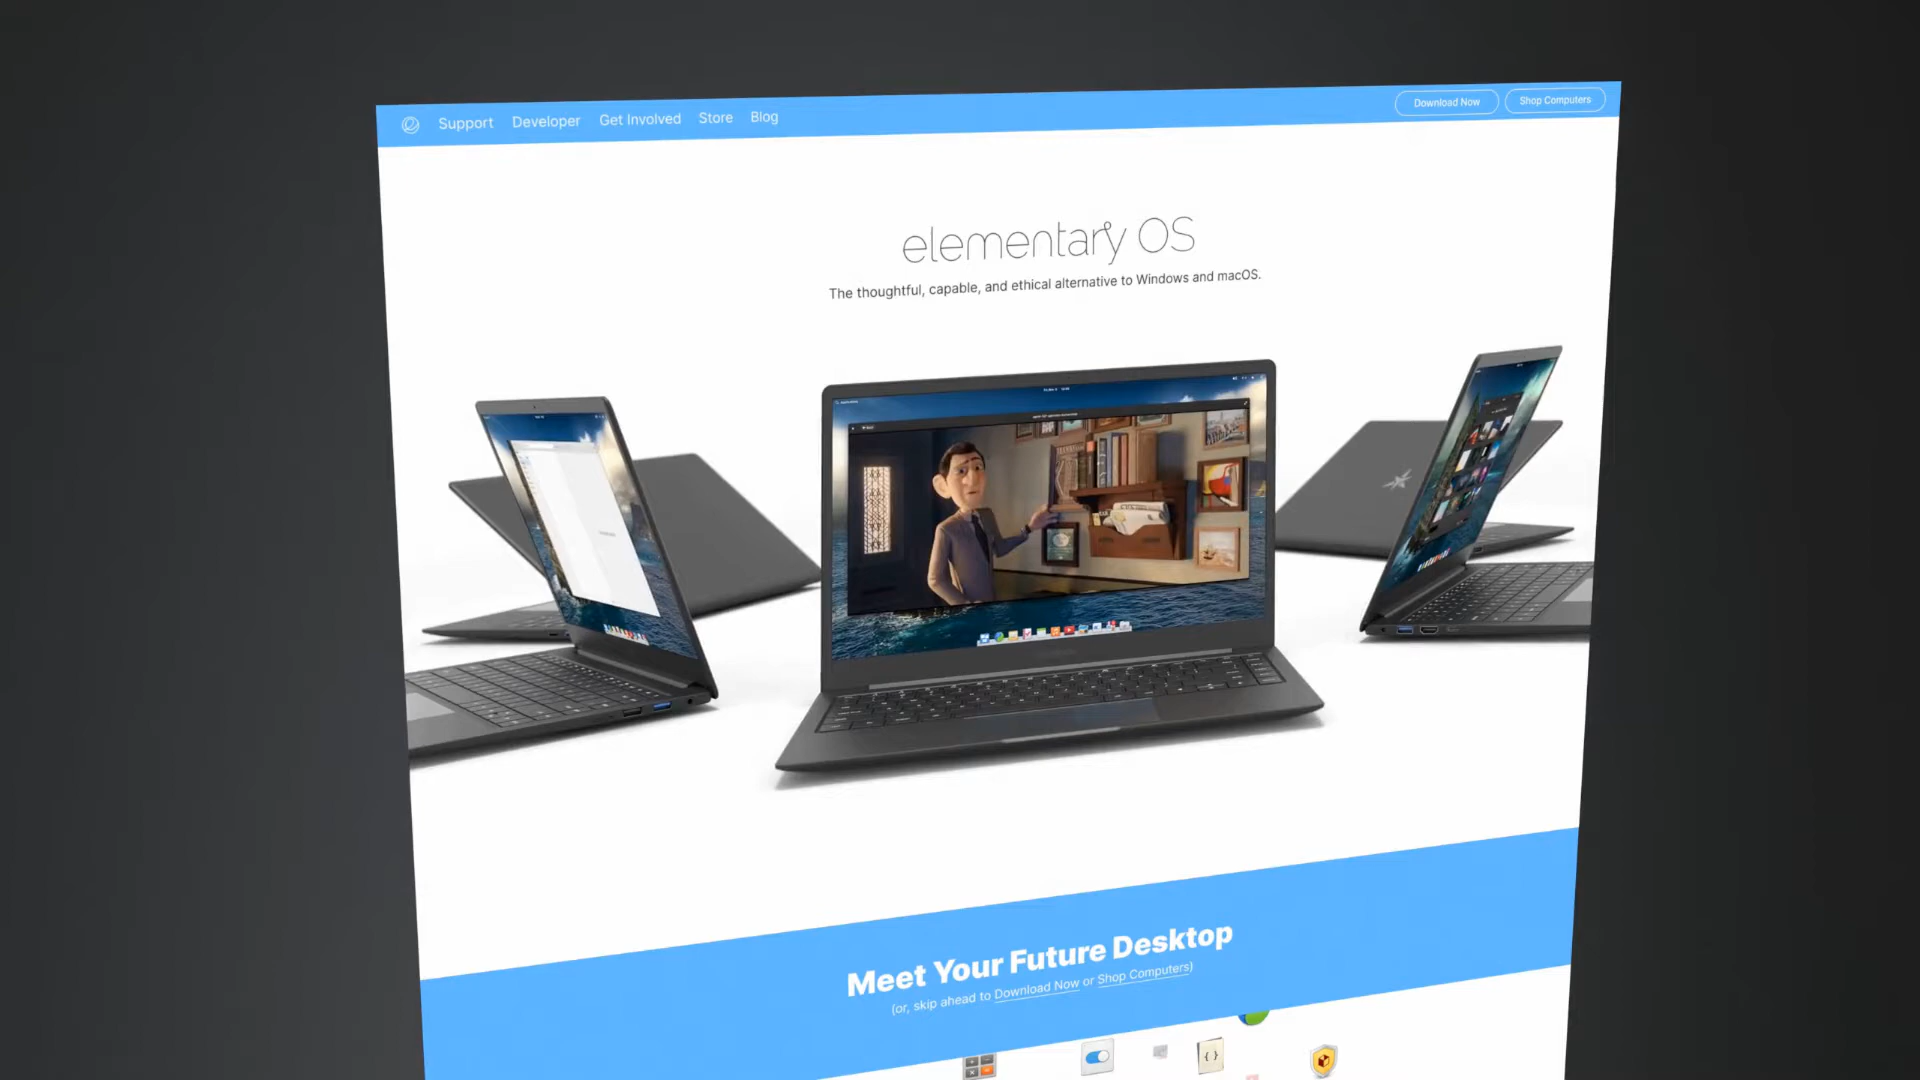 Support Developer Get Involved Store Blog Download Now Shop Computers
elementary OS
The thoughtful, capable, and ethical alternative to Windows and macOS.
Meet Your Future Desktop
(or, skip ahead to Download Now or Shop Computers)